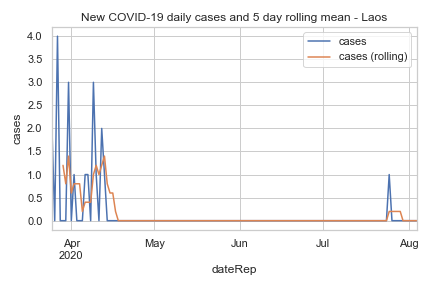 New COVID-19 daily cases and 5 day rolling mean - Laos
cases
cases (rolling)
cases
4.0
3.5
3.0
2.5
2.0
1.5
1.0
0.5
0.0
Apr
2020
May
Jun
Jul
Aug
dateRep